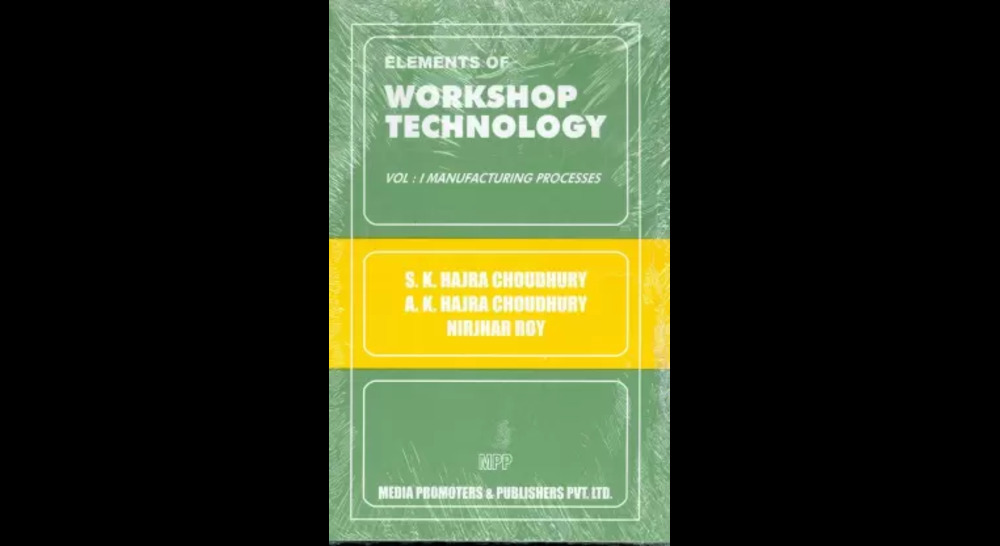 ELEMENTS OF
WORKSHOP
TECHNOLOGY
VOL : I MANUFACTURING PROCESSES
S. K. HAJRA CHOUDHURY
A. K. HAJRA CHOUDHURY
NIRJHAR ROY
MPP
MEDIA PROMOTERS & PUBLISHERS PVT. LTD.